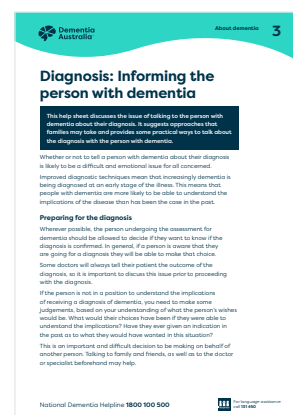 Dementia
Australia
About dementia 3
Diagnosis: Informing the
person with dementia
This help sheet discusses the issue of talking to the person with
dementia about their diagnosis. It suggests approaches that
families may take and provides some practical ways to talk about
the diagnosis with the person with dementia.
Whether or not to tell a person with dementia about their diagnosis
is likely to be a difficult and emotional issue for all concerned.
Improved diagnostic techniques mean that increasingly dementia is
being diagnosed at an early stage of the illness. This means that
people with dementia are more likely to be able to understand the
implications of the disease than has been the case in the past.
Preparing for the diagnosis
Wherever possible, the person undergoing the assessment for
dementia should be allowed to decide if they want to know if the
diagnosis is confirmed. In general, if a person is aware that they
are going for a diagnosis they will be able to make that choice.
Some doctors will always tell their patient the outcome of the
diagnosis, so it is important to discuss this issue prior to proceeding
with the diagnosis.
If the person is not in a position to understand the implications
of receiving a diagnosis of dementia, you need to make some
judgements, based on your understanding of what the person's wishes
would be. What would their choices have been if they were able to
understand the implications? Have they ever given an indication in
the past as to what they would have wanted in this situation?
This is an important and difficult decision to be making on behalf of
another person. Talking to family and friends, as well as to the doctor
or specialist beforehand may help.
National Dementia Helpline 1800 100 500
For language assistance
call 131 450